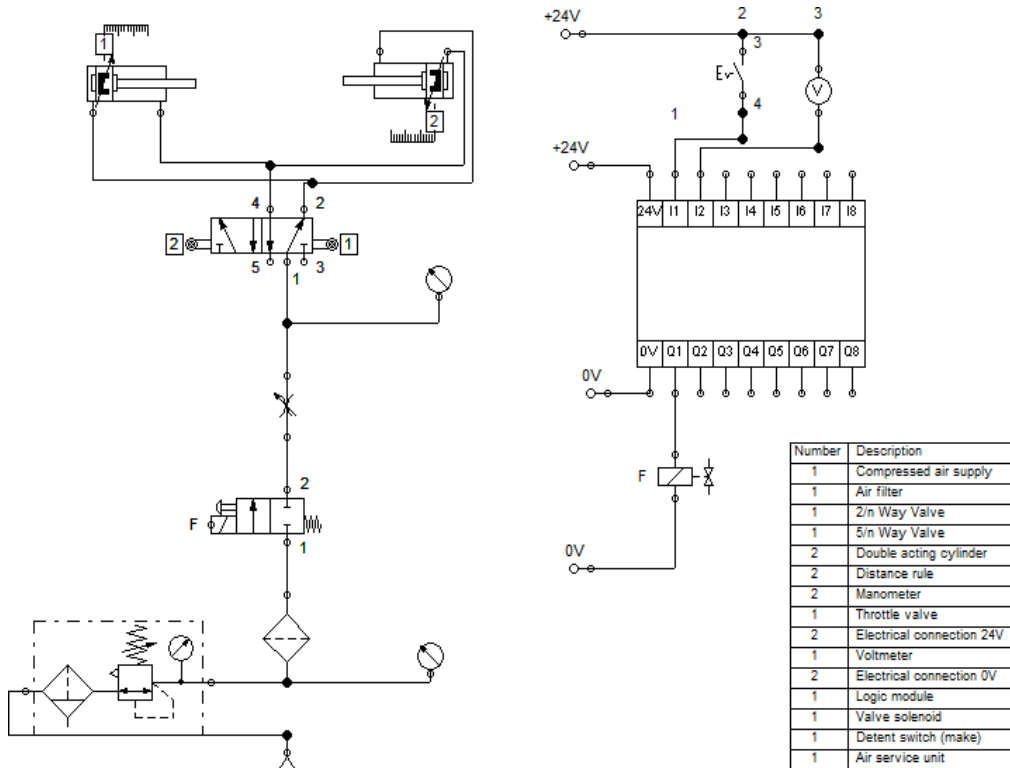 1
2
4 2
2 1
5 1 3
2
F
1
+24V 2 3
3
V
4
1
+24V
24V I1 I2 I3 I4 I5 I6 I7 I8
0V Q1 Q2 Q3 Q4 Q5 Q6 Q7 Q8
0V
F
0V
Number Description
1 Compressed air supply
1 Air filter
1 2/n Way Valve
1 5/n Way Valve
2 Double acting cylinder
2 Distance rule
2 Manometer
1 Throttle valve
2 Electrical connection 24V
1 Voltmeter
2 Electrical connection 0V
1 Logic module
1 Valve solenoid
1 Detent switch (make)
1 Air service unit